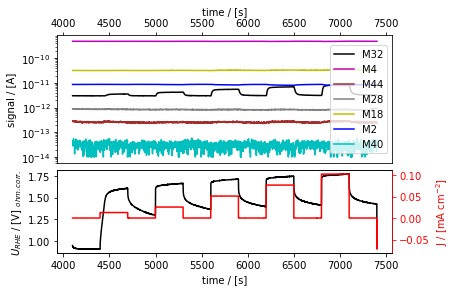 time / [s]
4000 4500 5000 5500 6000 6500 7000 7500
signal / [A]
10⁻¹⁰
10⁻¹¹
10⁻¹²
10⁻¹³
10⁻¹⁴
M32
M4
M44
M28
M18
M2
M40
U_RHE / [V] ohm.corr.
1.75
1.50
1.25
1.00
J / [mA cm⁻²]
0.10
0.05
0.00
−0.05
4000 4500 5000 5500 6000 6500 7000 7500
time / [s]